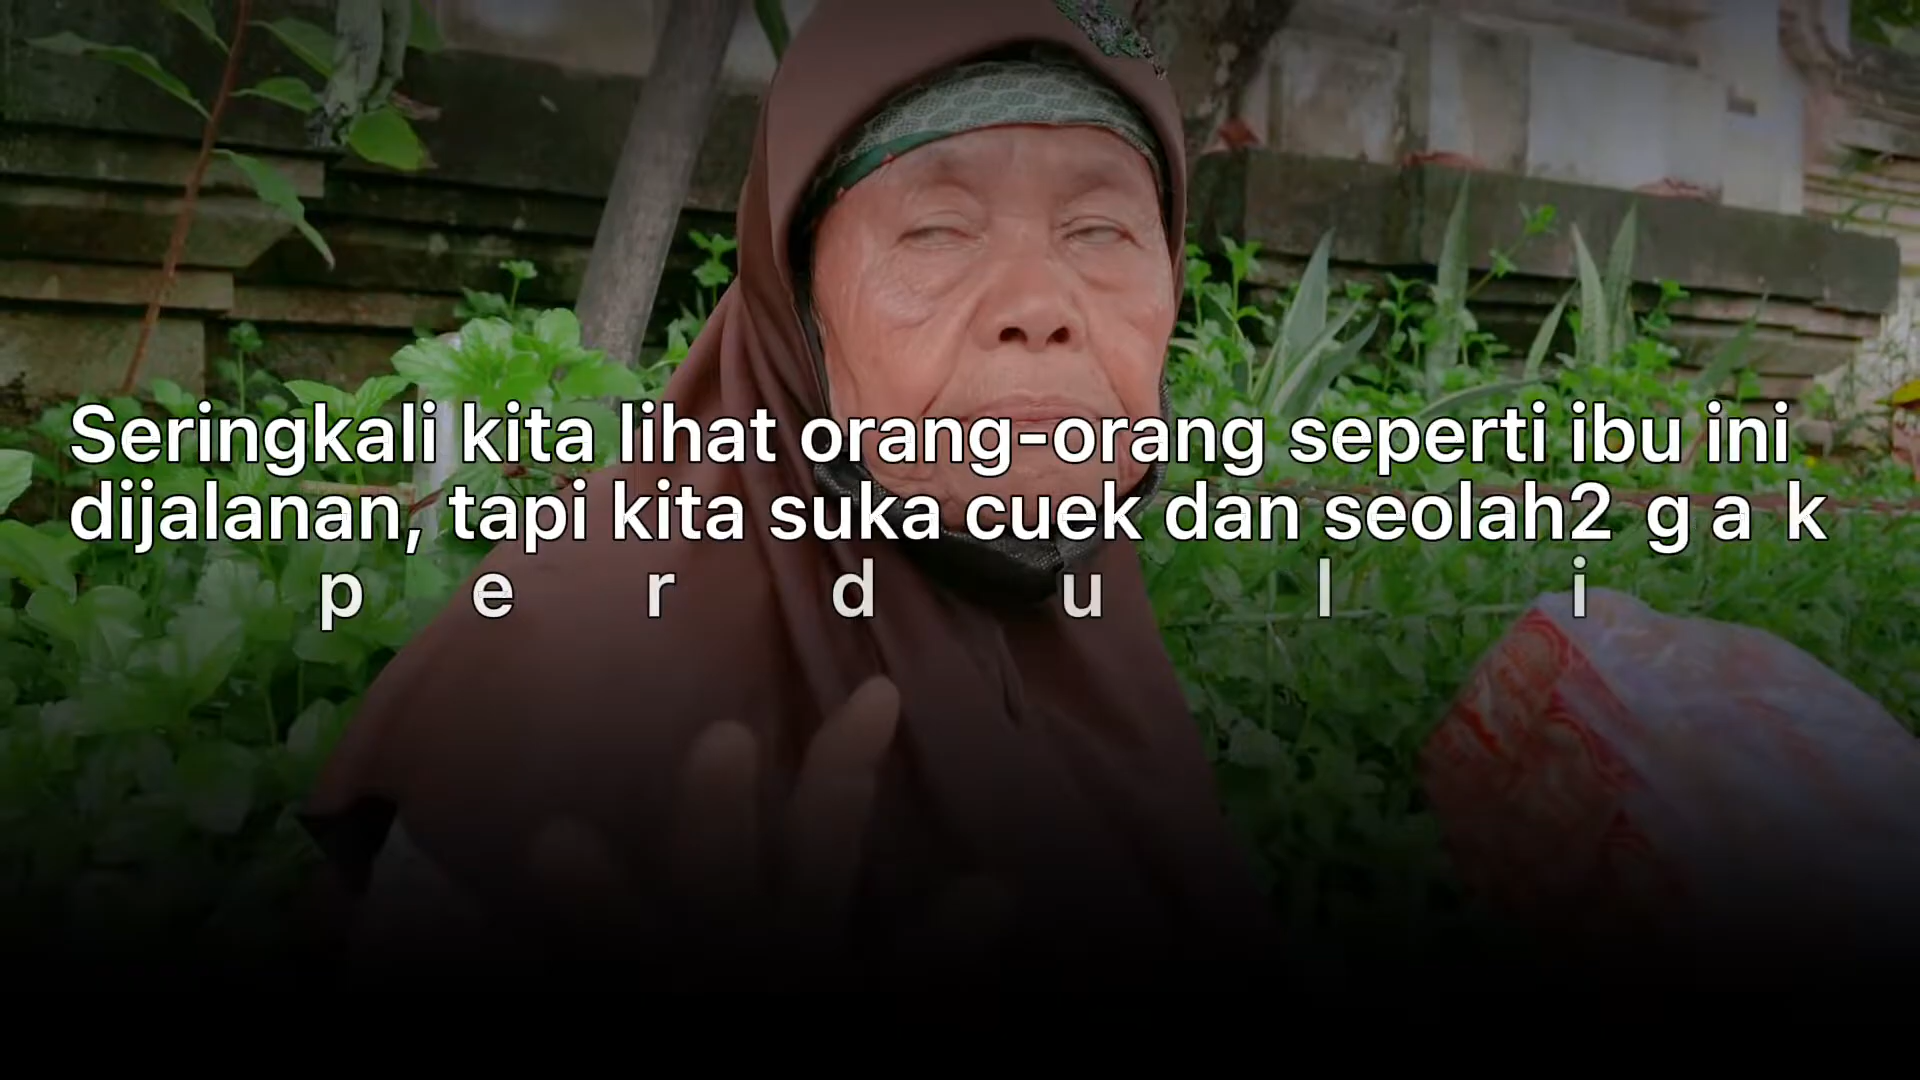 Seringkali kita lihat orang-orang seperti ibu ini
dijalanan, tapi kita suka cuek dan seolah2 g a k
p e r d u l i